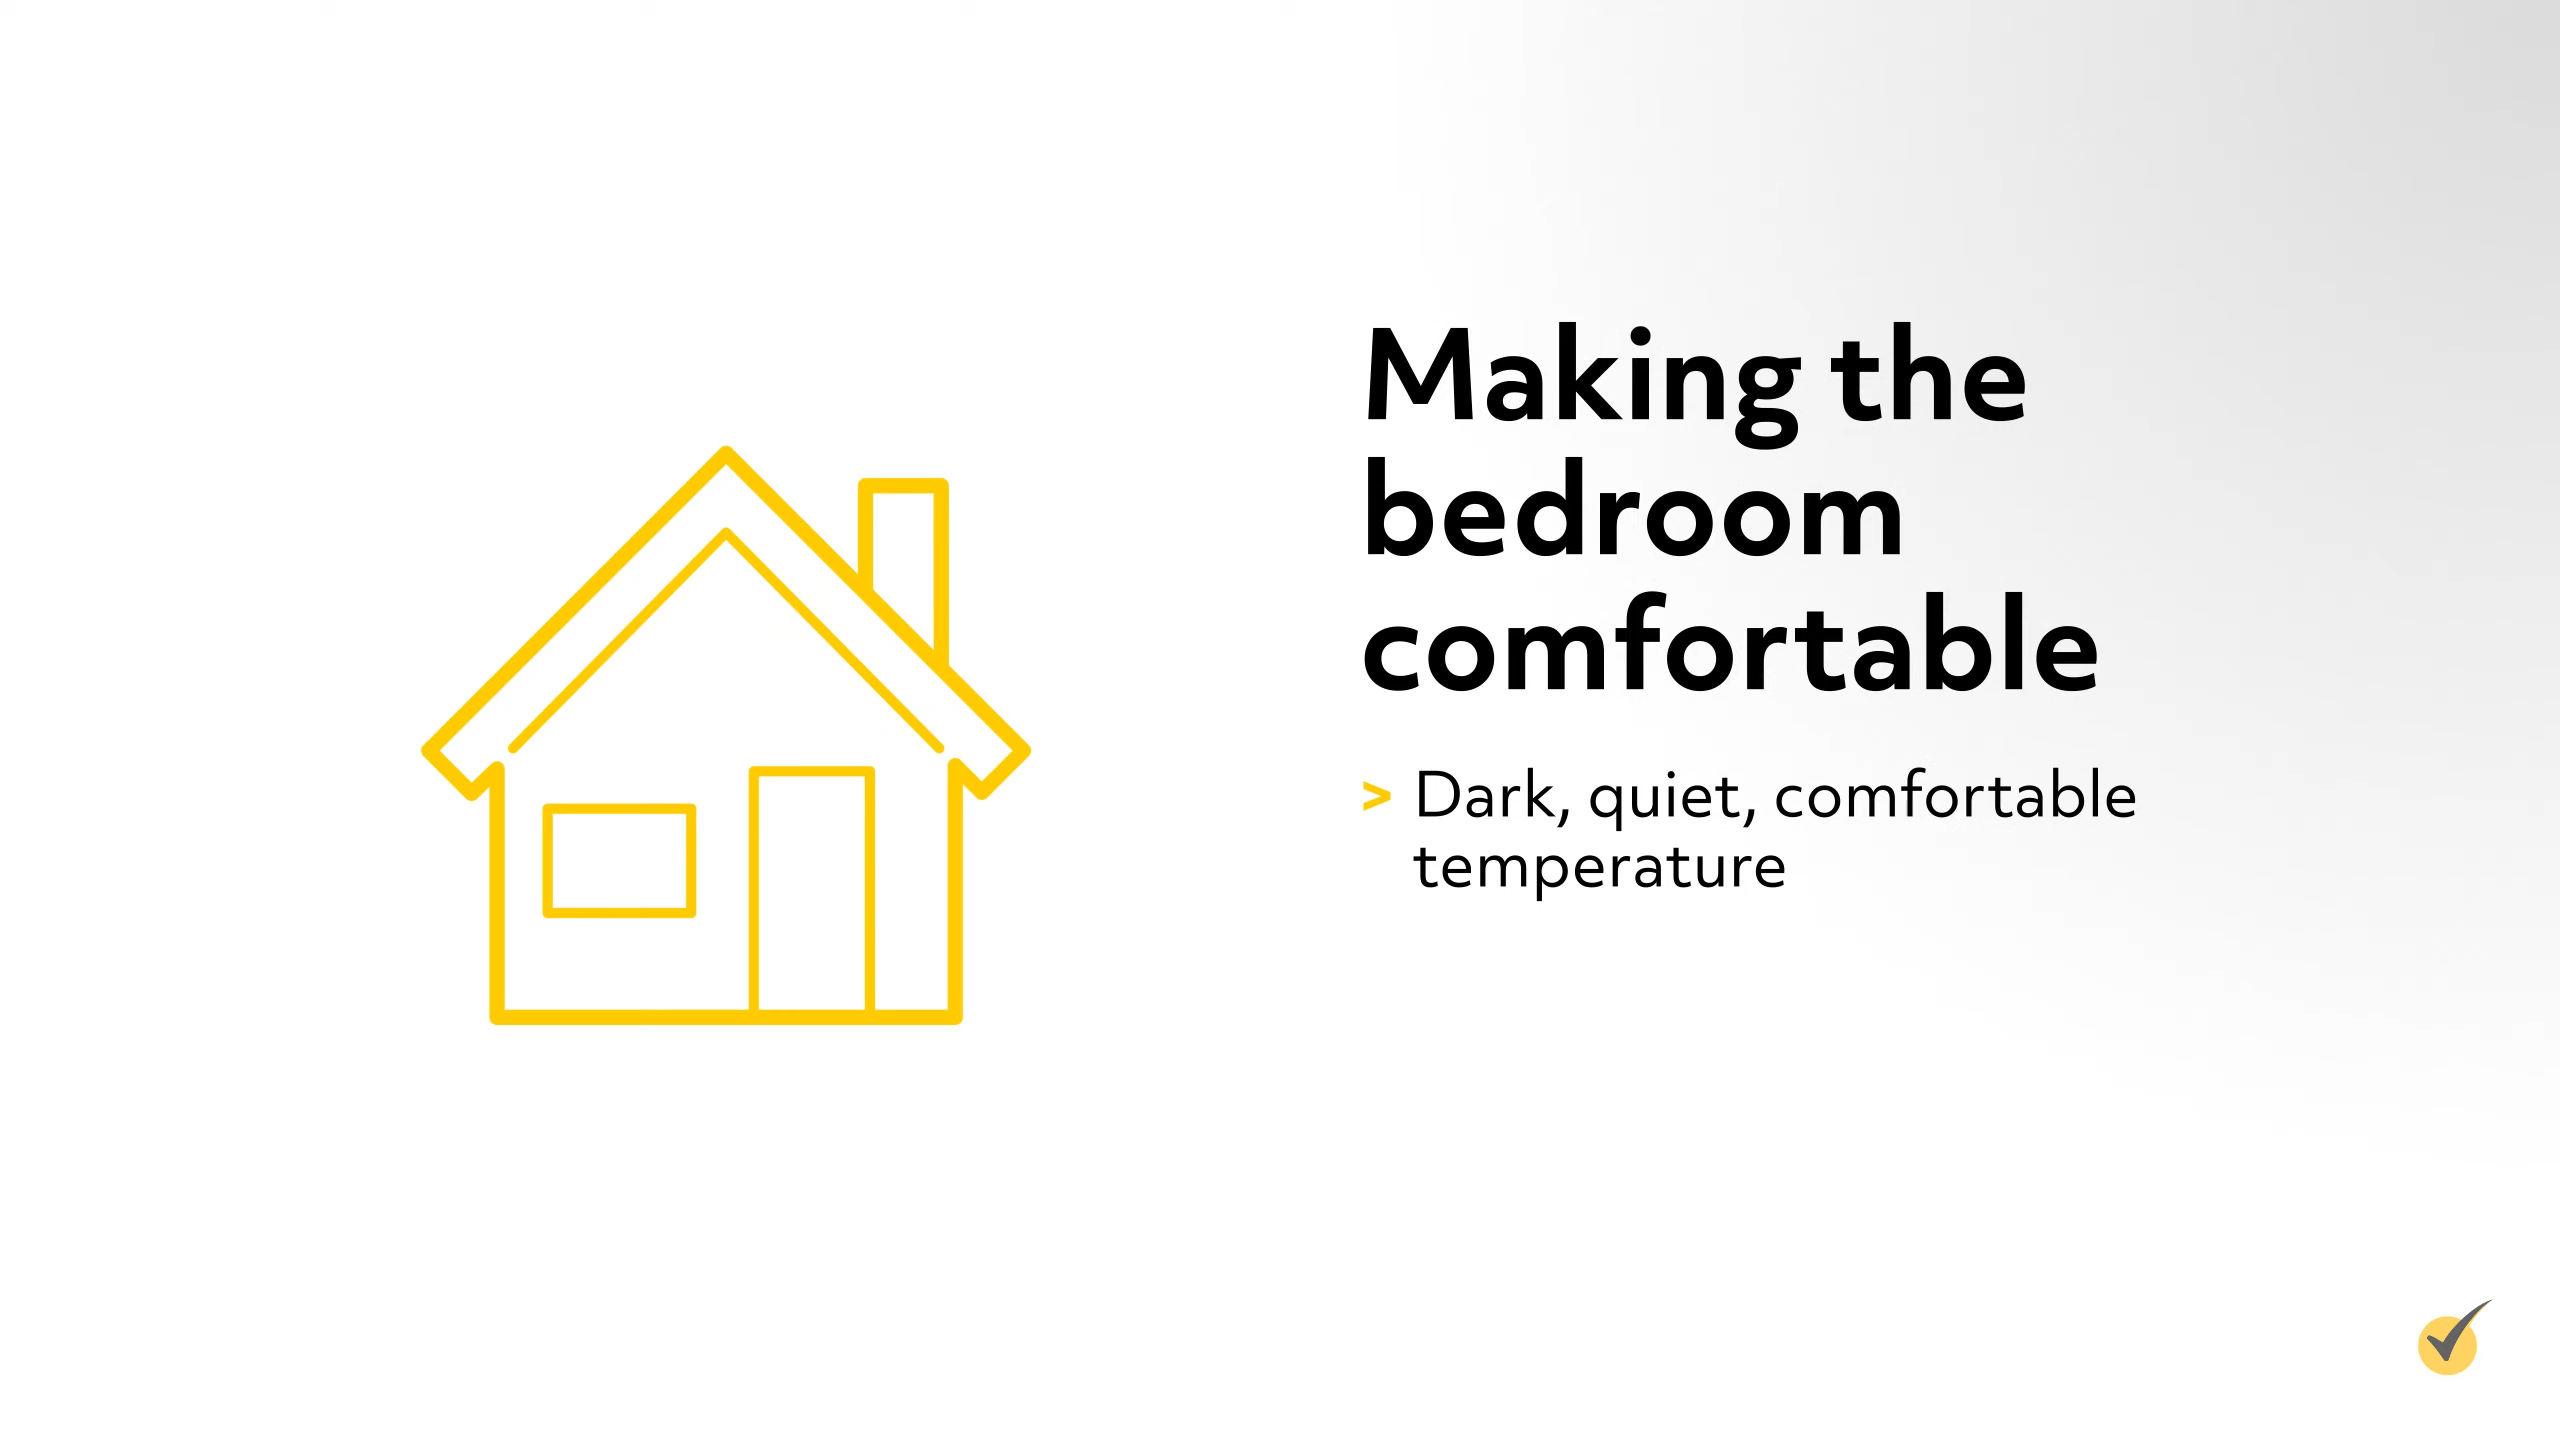 Making the
bedroom
comfortable
> Dark, quiet, comfortable
temperature